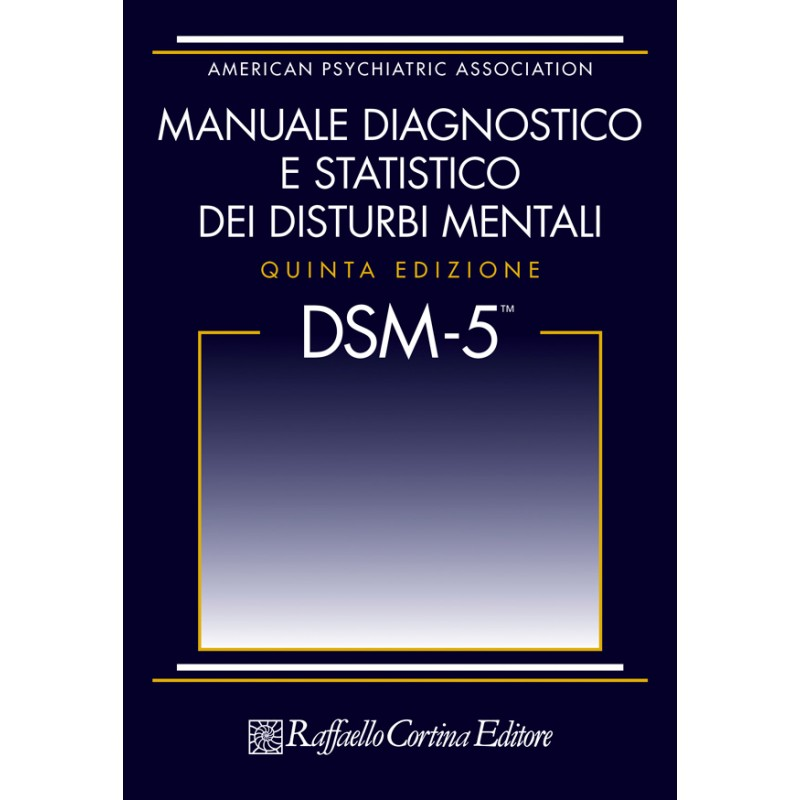 AMERICAN PSYCHIATRIC ASSOCIATION
MANUALE DIAGNOSTICO
E STATISTICO
DEI DISTURBI MENTALI
QUINTA EDIZIONE
DSM-5™
Raffaello Cortina Editore